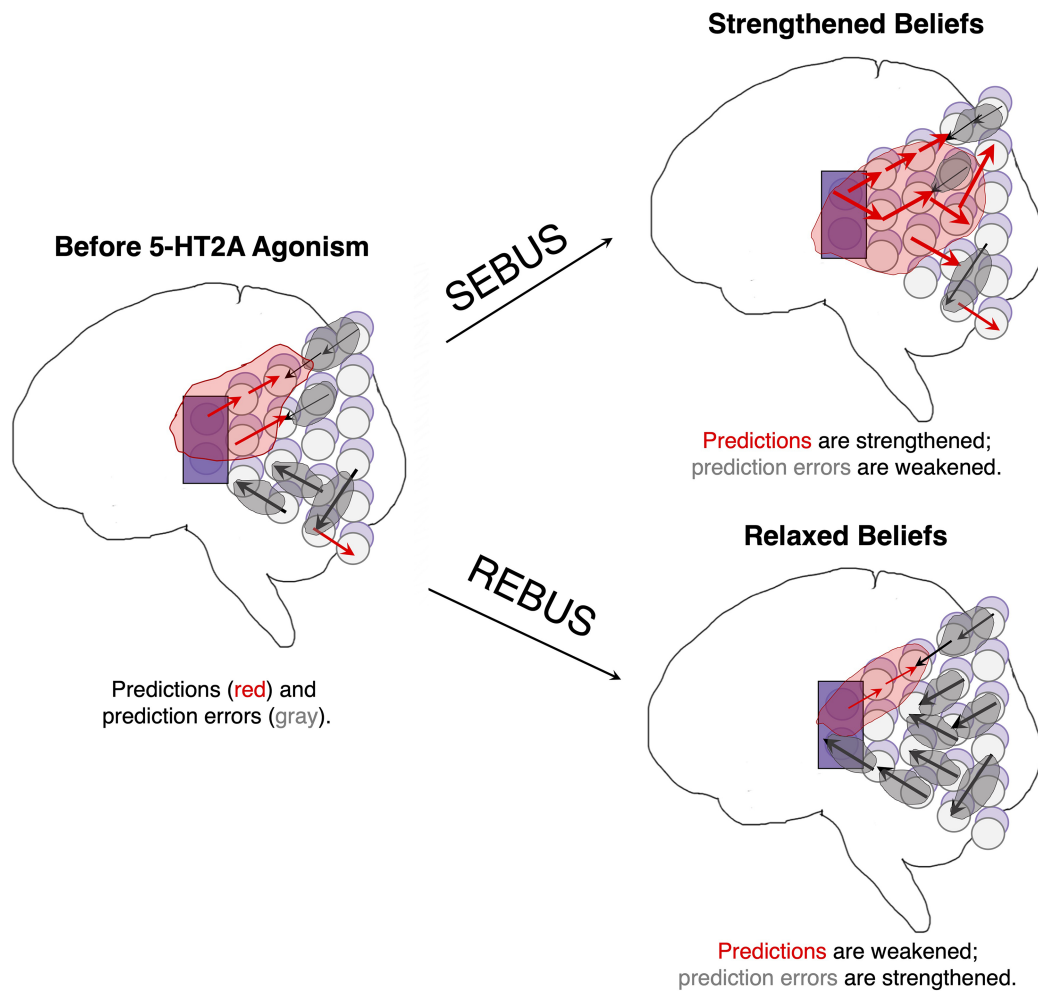 Strengthened Beliefs
Before 5-HT2A Agonism
SEBUS
Predictions are strengthened;
prediction errors are weakened.
REBUS
Relaxed Beliefs
Predictions (red) and
prediction errors (gray).
Predictions are weakened;
prediction errors are strengthened.